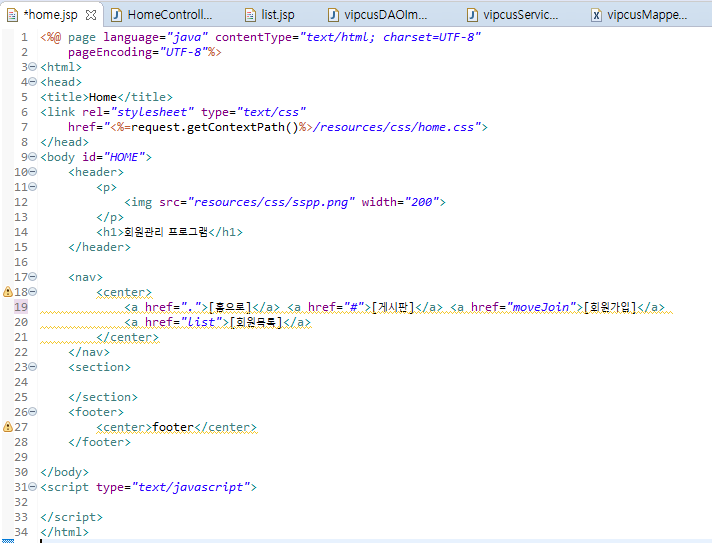 *home.jsp HomeControll... list.jsp vipcusDAOIm... vipcusServic... vipcusMappe...
1 <%@ page language="java" contentType="text/html; charset=UTF-8"
2 pageEncoding="UTF-8"%>
3 <html>
4 <head>
5 <title>Home</title>
6 <link rel="stylesheet" type="text/css"
7 href="<%=request.getContextPath()%>/resources/css/home.css">
8 </head>
9 <body id="HOME">
10 <header>
11 <p>
12 <img src="resources/css/sspp.png" width="200">
13 </p>
14 <h1>회원관리 프로그램</h1>
15 </header>
16
17 <nav>
18 <center>
19 <a href=".">[홈으로]</a> <a href="#">[게시판]</a> <a href="moveJoin">[회원가입]</a>
20 <a href="list">[회원목록]</a>
21 </center>
22 </nav>
23 <section>
24
25 </section>
26 <footer>
27 <center>footer</center>
28 </footer>
29
30 </body>
31 <script type="text/javascript">
32
33 </script>
34 </html>